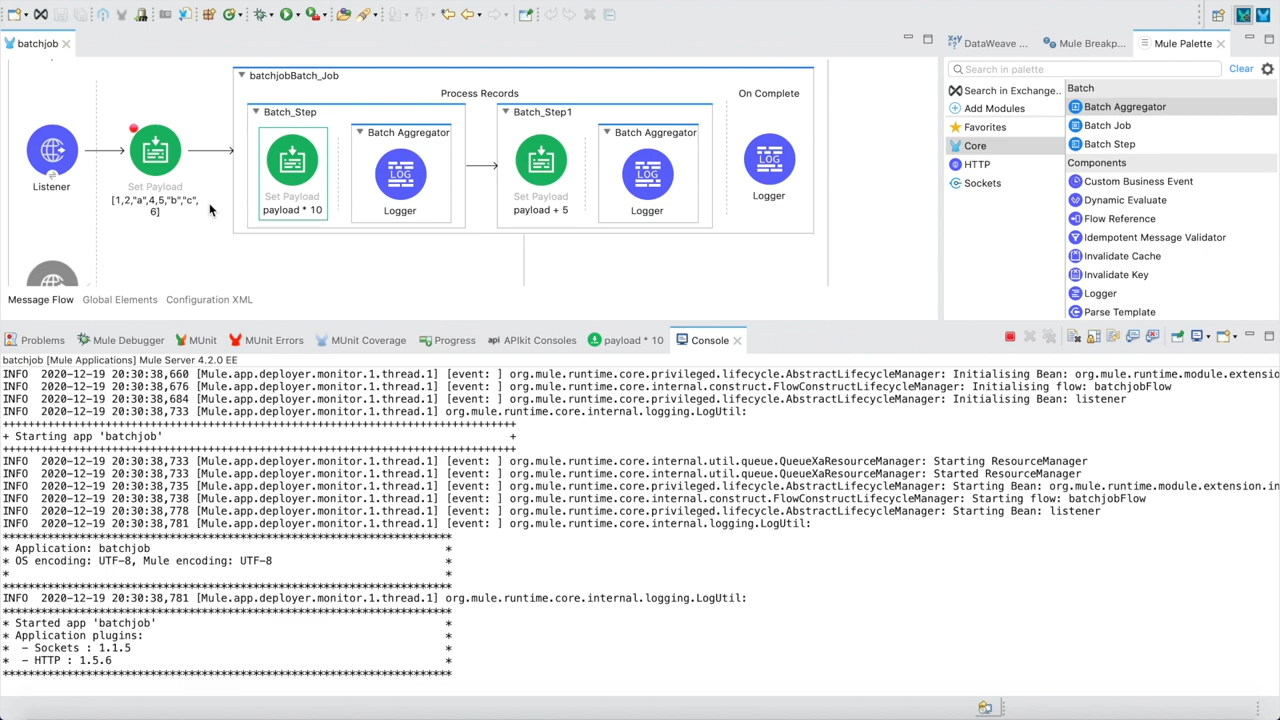 batchjob
DataWeave ...
Mule Breakp...
Mule Palette
Search in palette
Clear
Search in Exchange..
Add Modules
Favorites
Core
HTTP
Sockets
Batch
Batch Aggregator
Batch Job
Batch Step
Components
Custom Business Event
Dynamic Evaluate
Flow Reference
Idempotent Message Validator
Invalidate Cache
Invalidate Key
Logger
Parse Template
batchjobBatch_Job
Process Records
On Complete
Batch_Step
Batch_Step1
Batch Aggregator
Batch Aggregator
LOG
LOG
LOG
Listener
Set Payload
[1,2,"a",4,5,"b","c",
6]
Set Payload
payload * 10
Logger
Set Payload
payload + 5
Logger
Logger
Message Flow
Global Elements
Configuration XML
Problems
Mule Debugger
MUnit
MUnit Errors
MUnit Coverage
Progress
api APIkit Consoles
payload * 10
Console
batchjob [Mule Applications] Mule Server 4.2.0 EE
INFO 2020-12-19 20:30:38,660 [Mule.app.deployer.monitor.1.thread.1] [event: ] org.mule.runtime.core.privileged.lifecycle.AbstractLifecycleManager: Initialising Bean: org.mule.runtime.module.extensio
INFO 2020-12-19 20:30:38,676 [Mule.app.deployer.monitor.1.thread.1] [event: ] org.mule.runtime.core.internal.construct.FlowConstructLifecycleManager: Initialising flow: batchjobFlow
INFO 2020-12-19 20:30:38,684 [Mule.app.deployer.monitor.1.thread.1] [event: ] org.mule.runtime.core.privileged.lifecycle.AbstractLifecycleManager: Initialising Bean: listener
INFO 2020-12-19 20:30:38,733 [Mule.app.deployer.monitor.1.thread.1] org.mule.runtime.core.internal.logging.LogUtil:
++++++++++++++++++++++++++++++++++++++++++++++++++++++++++++++++++++
+ Starting app 'batchjob' +
++++++++++++++++++++++++++++++++++++++++++++++++++++++++++++++++++++
INFO 2020-12-19 20:30:38,733 [Mule.app.deployer.monitor.1.thread.1] [event: ] org.mule.runtime.core.internal.util.queue.QueueXaResourceManager: Starting ResourceManager
INFO 2020-12-19 20:30:38,733 [Mule.app.deployer.monitor.1.thread.1] [event: ] org.mule.runtime.core.internal.util.queue.QueueXaResourceManager: Started ResourceManager
INFO 2020-12-19 20:30:38,735 [Mule.app.deployer.monitor.1.thread.1] [event: ] org.mule.runtime.core.privileged.lifecycle.AbstractLifecycleManager: Starting Bean: org.mule.runtime.module.extension.in
INFO 2020-12-19 20:30:38,738 [Mule.app.deployer.monitor.1.thread.1] [event: ] org.mule.runtime.core.internal.construct.FlowConstructLifecycleManager: Starting flow: batchjobFlow
INFO 2020-12-19 20:30:38,778 [Mule.app.deployer.monitor.1.thread.1] [event: ] org.mule.runtime.core.privileged.lifecycle.AbstractLifecycleManager: Starting Bean: listener
INFO 2020-12-19 20:30:38,781 [Mule.app.deployer.monitor.1.thread.1] [event: ] org.mule.runtime.core.internal.logging.LogUtil:
***********************************************************
* Application: batchjob *
* OS encoding: UTF-8, Mule encoding: UTF-8 *
* *
***********************************************************
INFO 2020-12-19 20:30:38,781 [Mule.app.deployer.monitor.1.thread.1] org.mule.runtime.core.internal.logging.LogUtil:
***********************************************************
* Started app 'batchjob' *
* Application plugins: *
* - Sockets : 1.1.5 *
* - HTTP : 1.5.6 *
***********************************************************